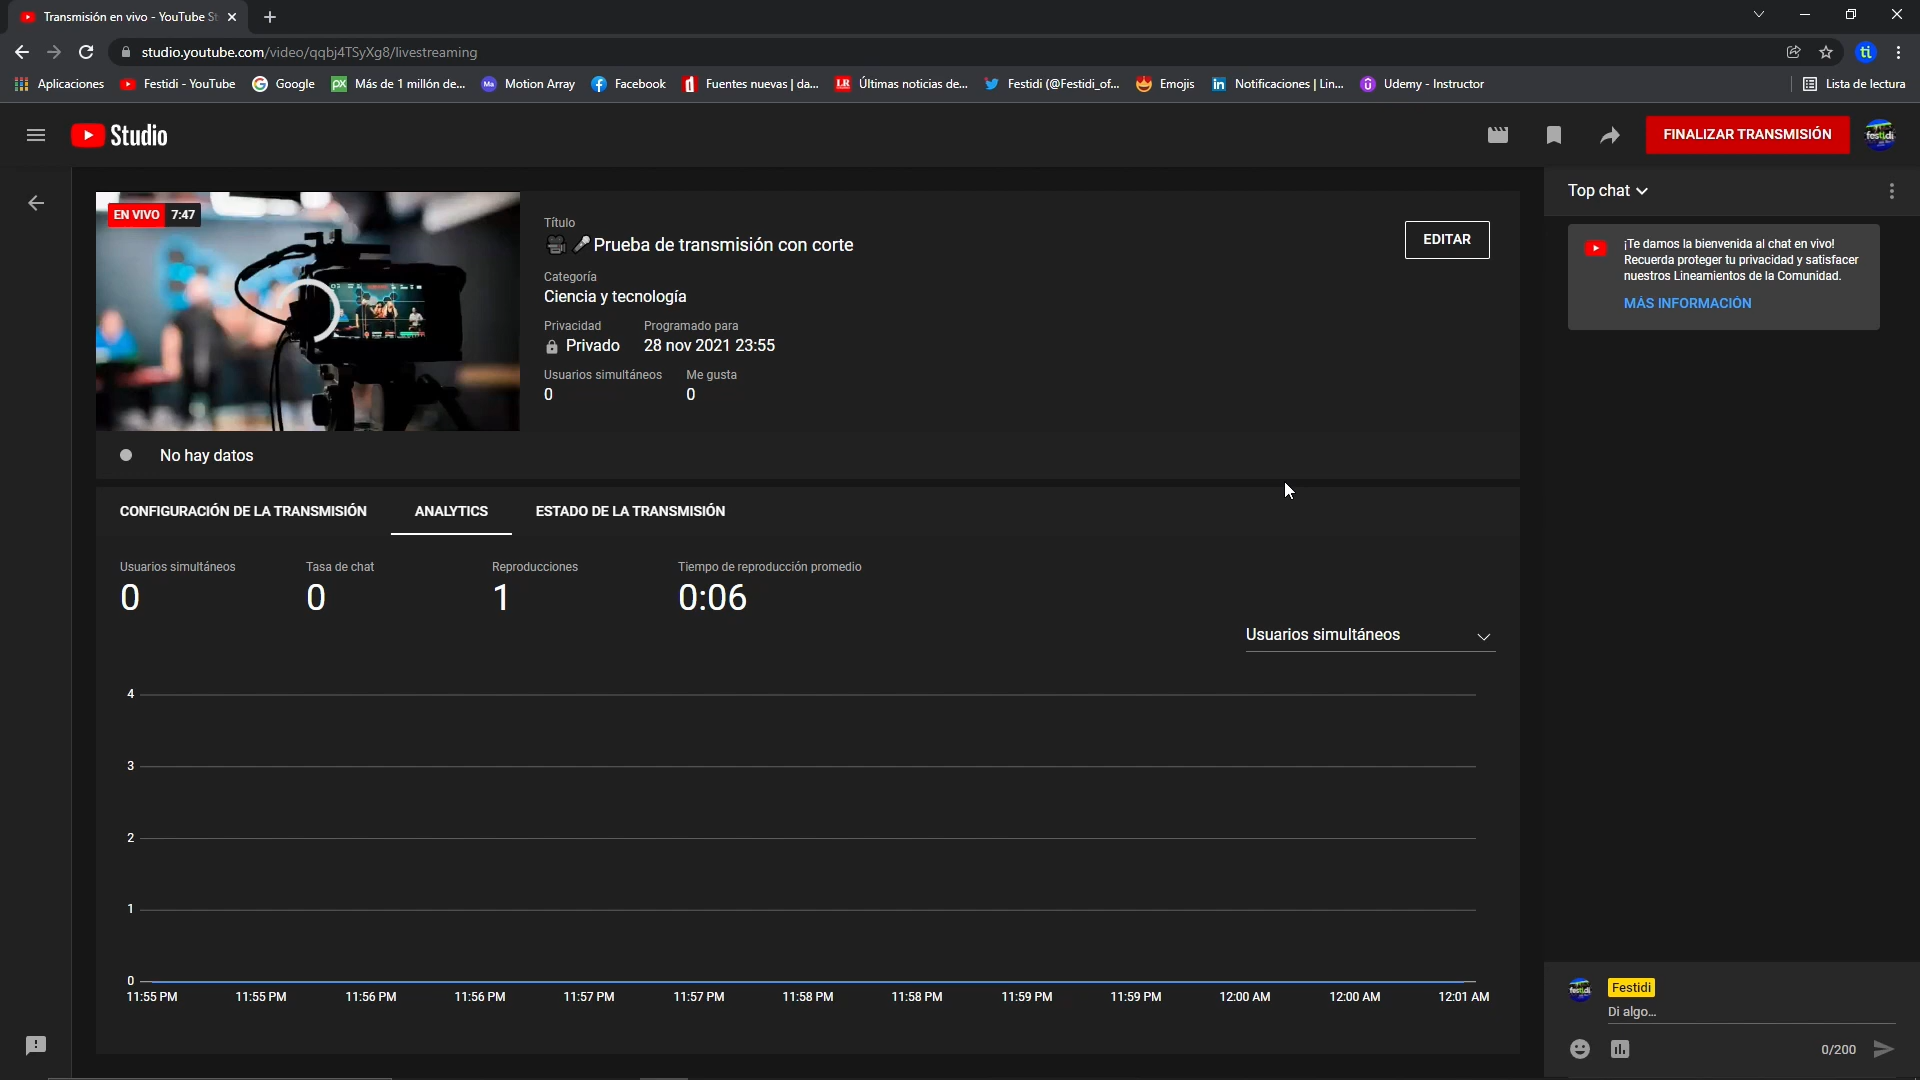 Transmisión en vivo - YouTube St
studio.youtube.com/video/qqbj4TSyXg8/livestreaming
Aplicaciones
Festidi - YouTube
Google
Más de 1 millón de...
Motion Array
Facebook
Fuentes nuevas | da...
Últimas noticias de...
Festidi (@Festidi_of...
Emojis
Notificaciones | Lin...
Udemy - Instructor
Lista de lectura
Studio
FINALIZAR TRANSMISIÓN
EN VIVO 7:47
Título
Prueba de transmisión con corte
EDITAR
Categoría
Ciencia y tecnología
Privacidad Programado para
Privado 28 nov 2021 23:55
Usuarios simultáneos Me gusta
0 0
No hay datos
Top chat
¡Te damos la bienvenida al chat en vivo!
Recuerda proteger tu privacidad y satisfacer
nuestros Lineamientos de la Comunidad.
MÁS INFORMACIÓN
CONFIGURACIÓN DE LA TRANSMISIÓN ANALYTICS ESTADO DE LA TRANSMISIÓN
Usuarios simultáneos Tasa de chat Reproducciones Tiempo de reproducción promedio
0 0 1 0:06
Usuarios simultáneos
4
3
2
1
0
11:55 PM 11:55 PM 11:56 PM 11:56 PM 11:57 PM 11:57 PM 11:58 PM 11:58 PM 11:59 PM 11:59 PM 12:00 AM 12:00 AM 12:01 AM
Festidi
Di algo...
0/200